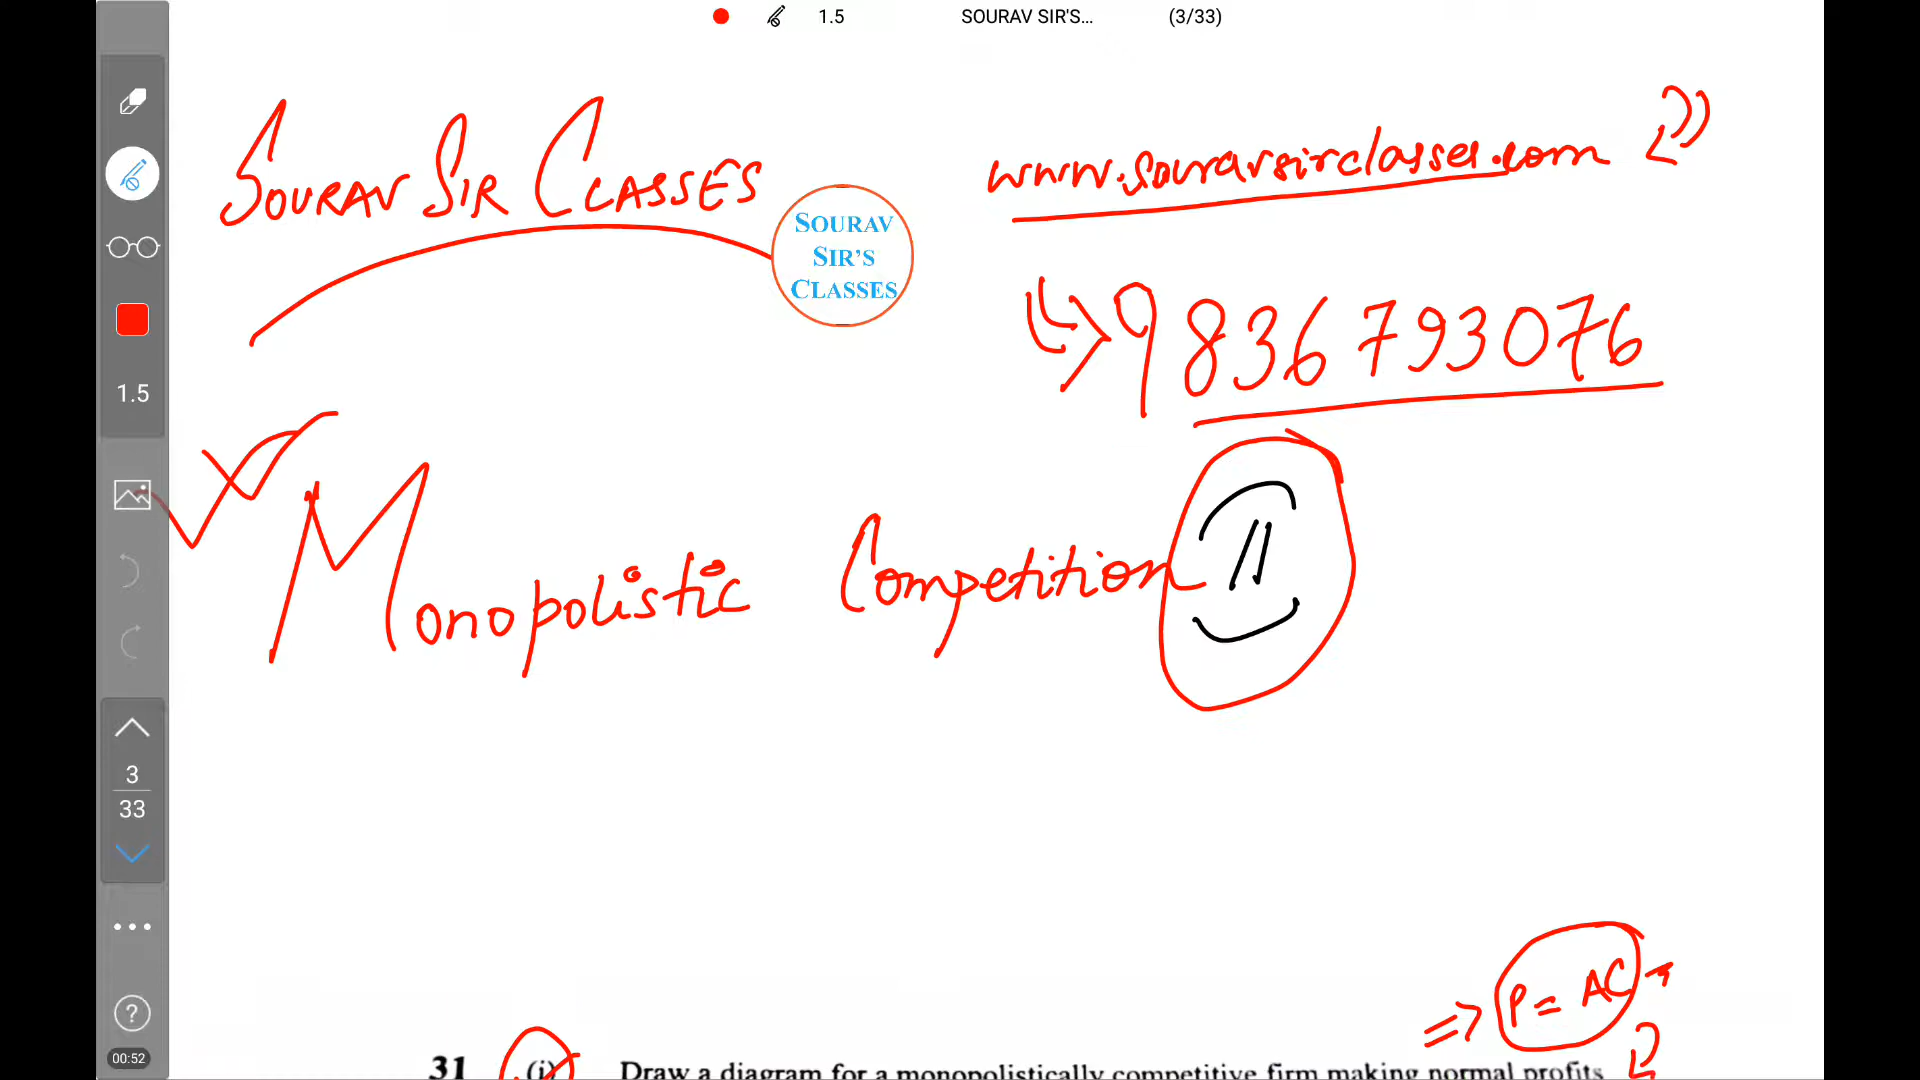 1.5 SOURAV SIR'S... (3/33)
SOURAV SIR CLASSES
www.souravsirclasses.com
SOURAV
SIR'S
CLASSES
9836793076
1.5
Monopolistic Competition
3
33
P = AC
00:52
31 (i) Draw a diagram for a monopolistically competitive firm making normal profits